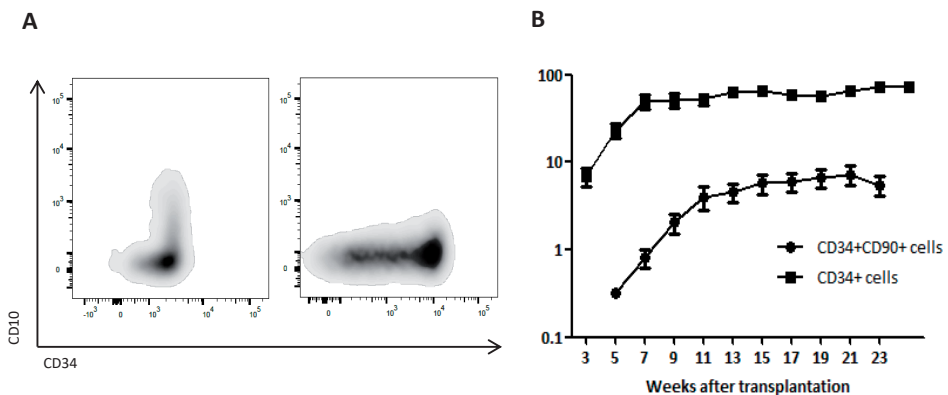 A
B
10^5
10^4
10^3
0
10^5
10^4
10^3
0
-10^3 0 10^3 10^4 10^5
0 10^3 10^4 10^5
CD10
CD34
100
10
1
0.1
CD34+CD90+ cells
CD34+ cells
3 5 7 9 11 13 15 17 19 21 23
Weeks after transplantation